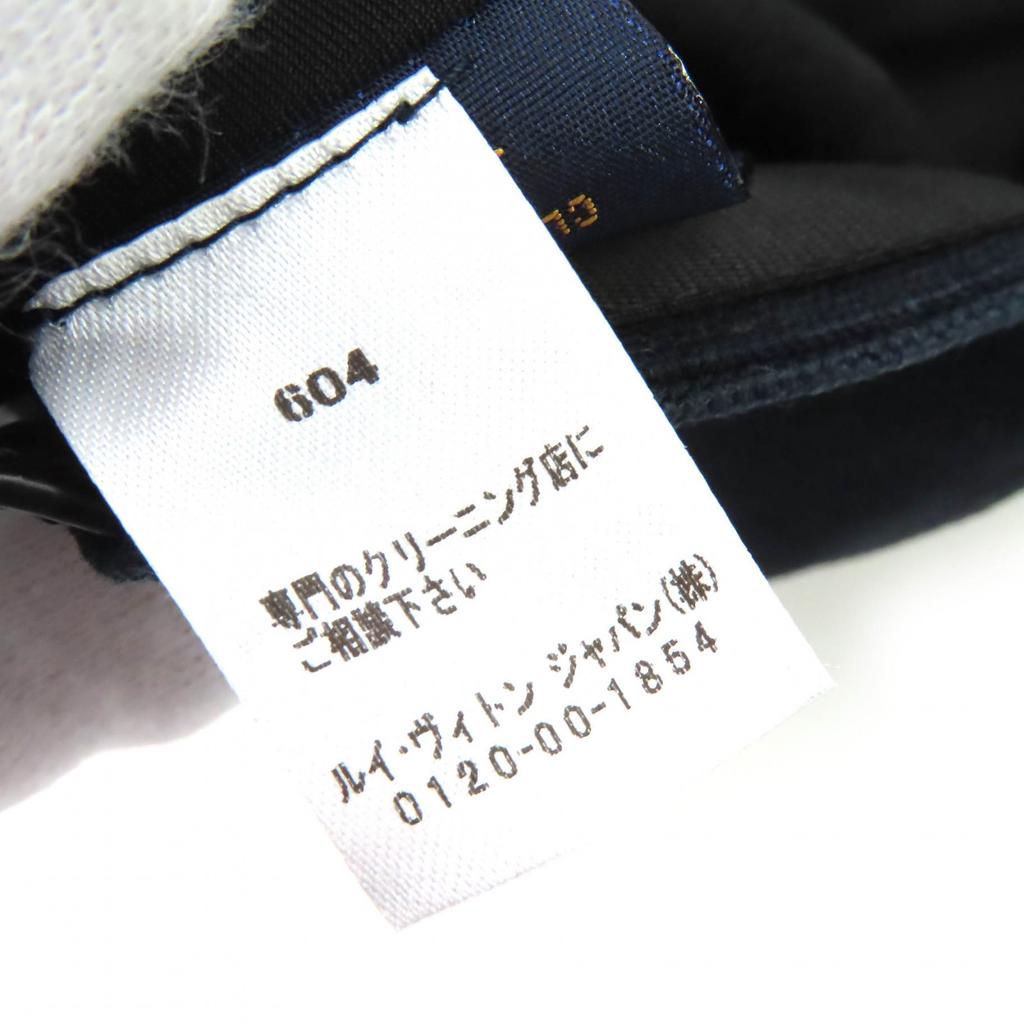 604
専門のクリーニング店に
ご相談下さい
ルイ・ヴィトン ジャパン(株)
0120-00-1854